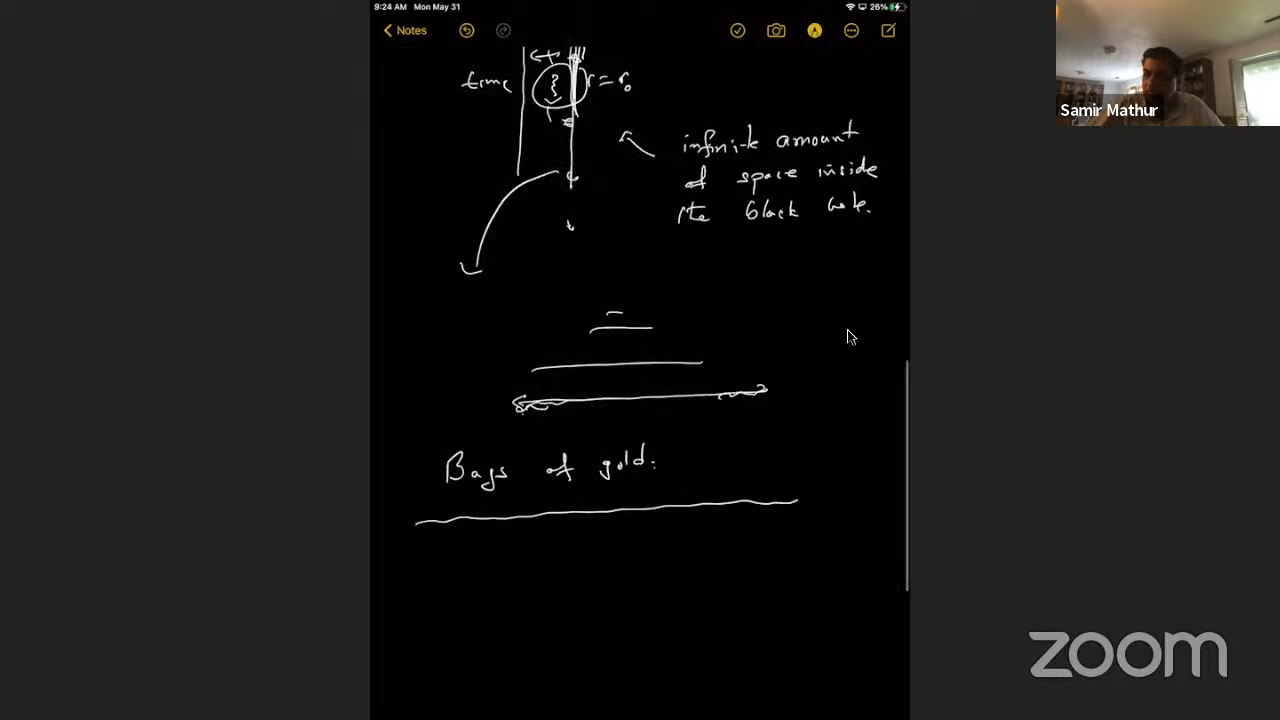 9:24 AM Mon May 31
26%
Notes
Samir Mathur
time
r = r₀
infinite amount
of space inside
the black hole.
Bags of gold.
zoom